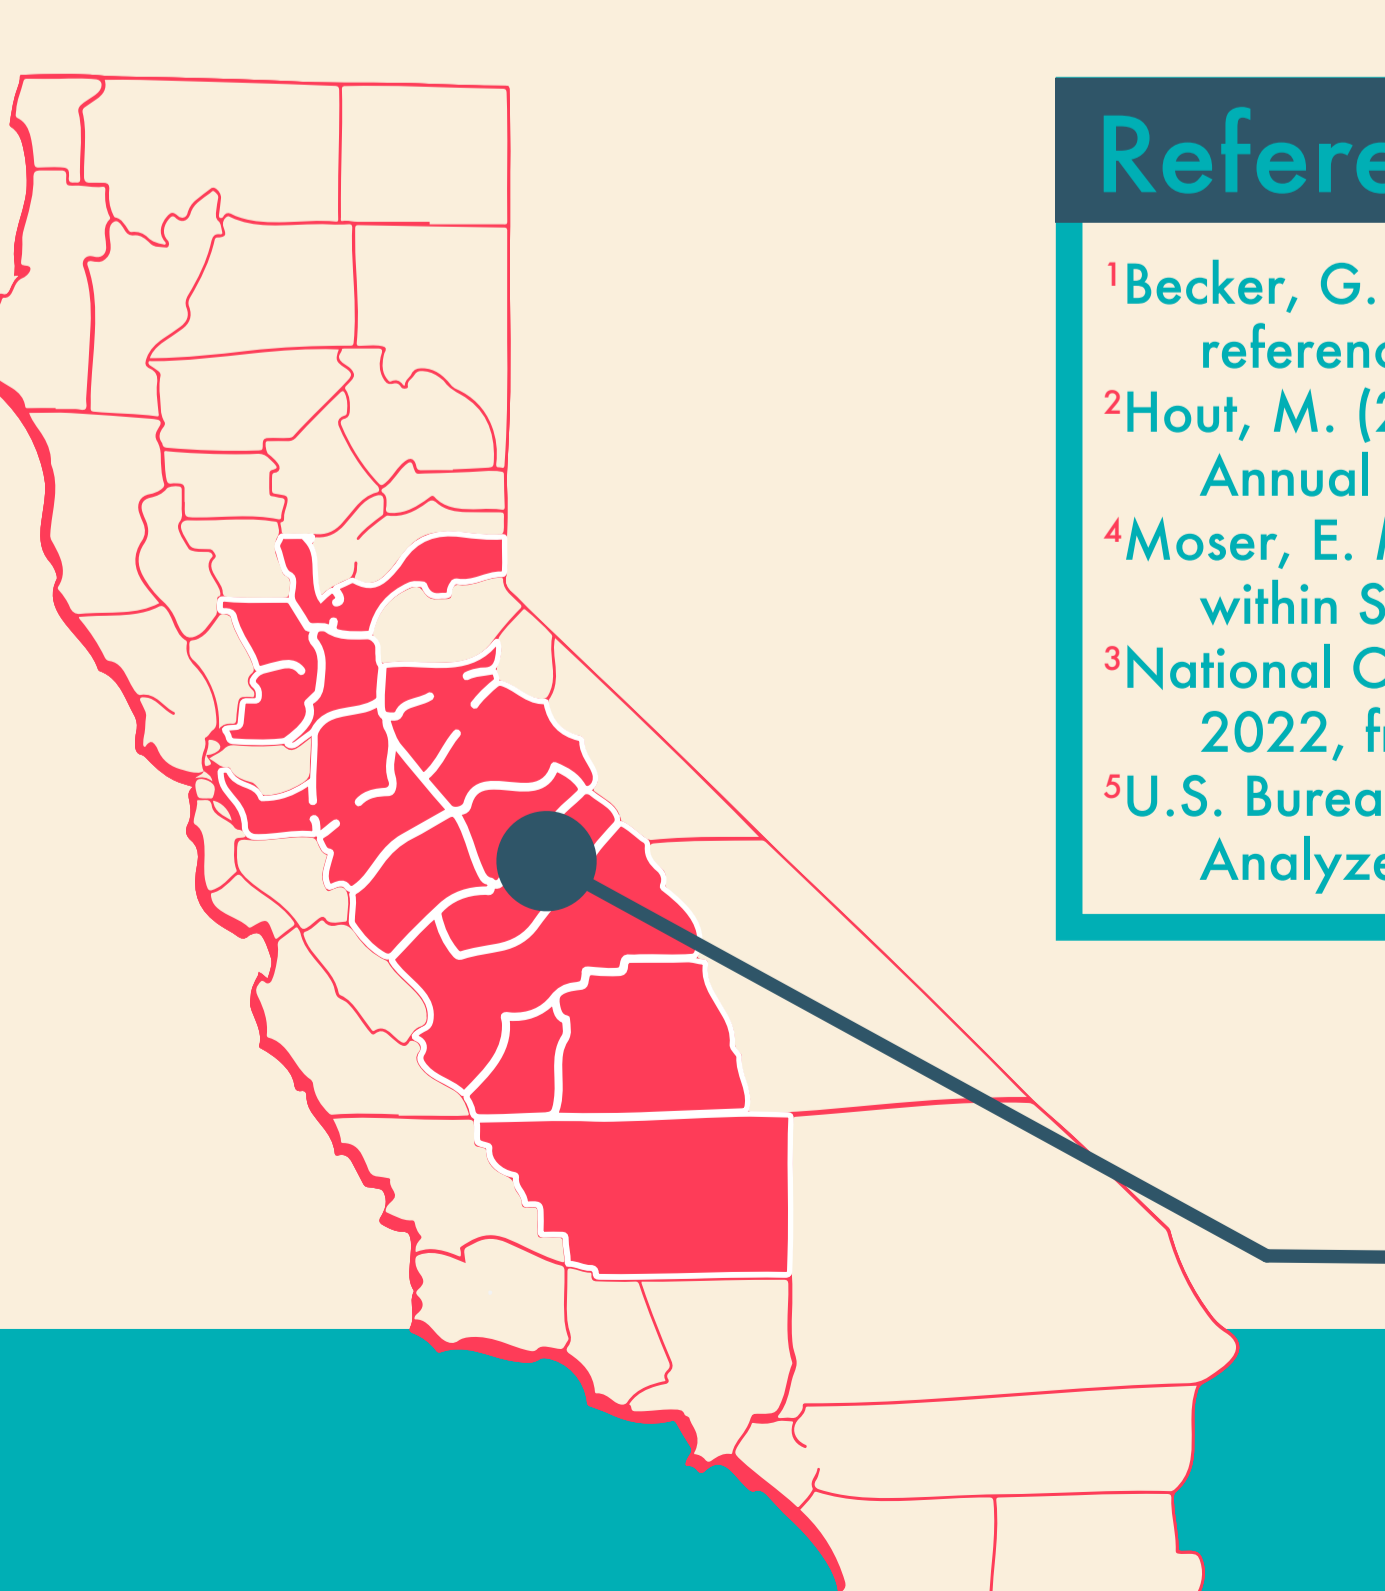 Refere
¹Becker, G.
referenc
²Hout, M. (2
Annual
⁴Moser, E. M
within S
³National C
2022, fr
⁵U.S. Burea
Analyze